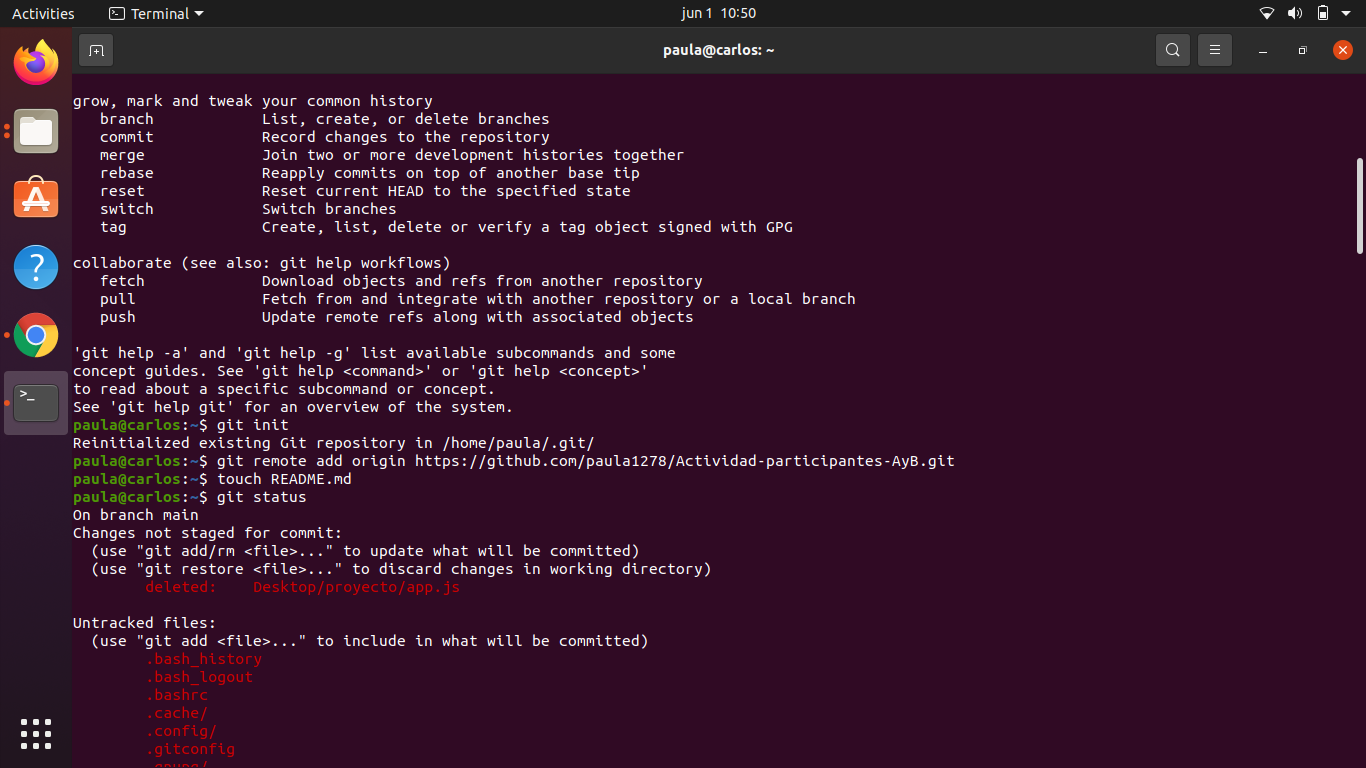 Activities Terminal jun 1 10:50
paula@carlos: ~
grow, mark and tweak your common history
branch List, create, or delete branches
commit Record changes to the repository
merge Join two or more development histories together
rebase Reapply commits on top of another base tip
reset Reset current HEAD to the specified state
switch Switch branches
tag Create, list, delete or verify a tag object signed with GPG
collaborate (see also: git help workflows)
fetch Download objects and refs from another repository
pull Fetch from and integrate with another repository or a local branch
push Update remote refs along with associated objects
'git help -a' and 'git help -g' list available subcommands and some
concept guides. See 'git help <command>' or 'git help <concept>'
to read about a specific subcommand or concept.
See 'git help git' for an overview of the system.
paula@carlos:~$ git init
Reinitialized existing Git repository in /home/paula/.git/
paula@carlos:~$ git remote add origin https://github.com/paula1278/Actividad-participantes-AyB.git
paula@carlos:~$ touch README.md
paula@carlos:~$ git status
On branch main
Changes not staged for commit:
(use "git add/rm <file>..." to update what will be committed)
(use "git restore <file>..." to discard changes in working directory)
deleted: Desktop/proyecto/app.js
Untracked files:
(use "git add <file>..." to include in what will be committed)
.bash_history
.bash_logout
.bashrc
.cache/
.config/
.gitconfig